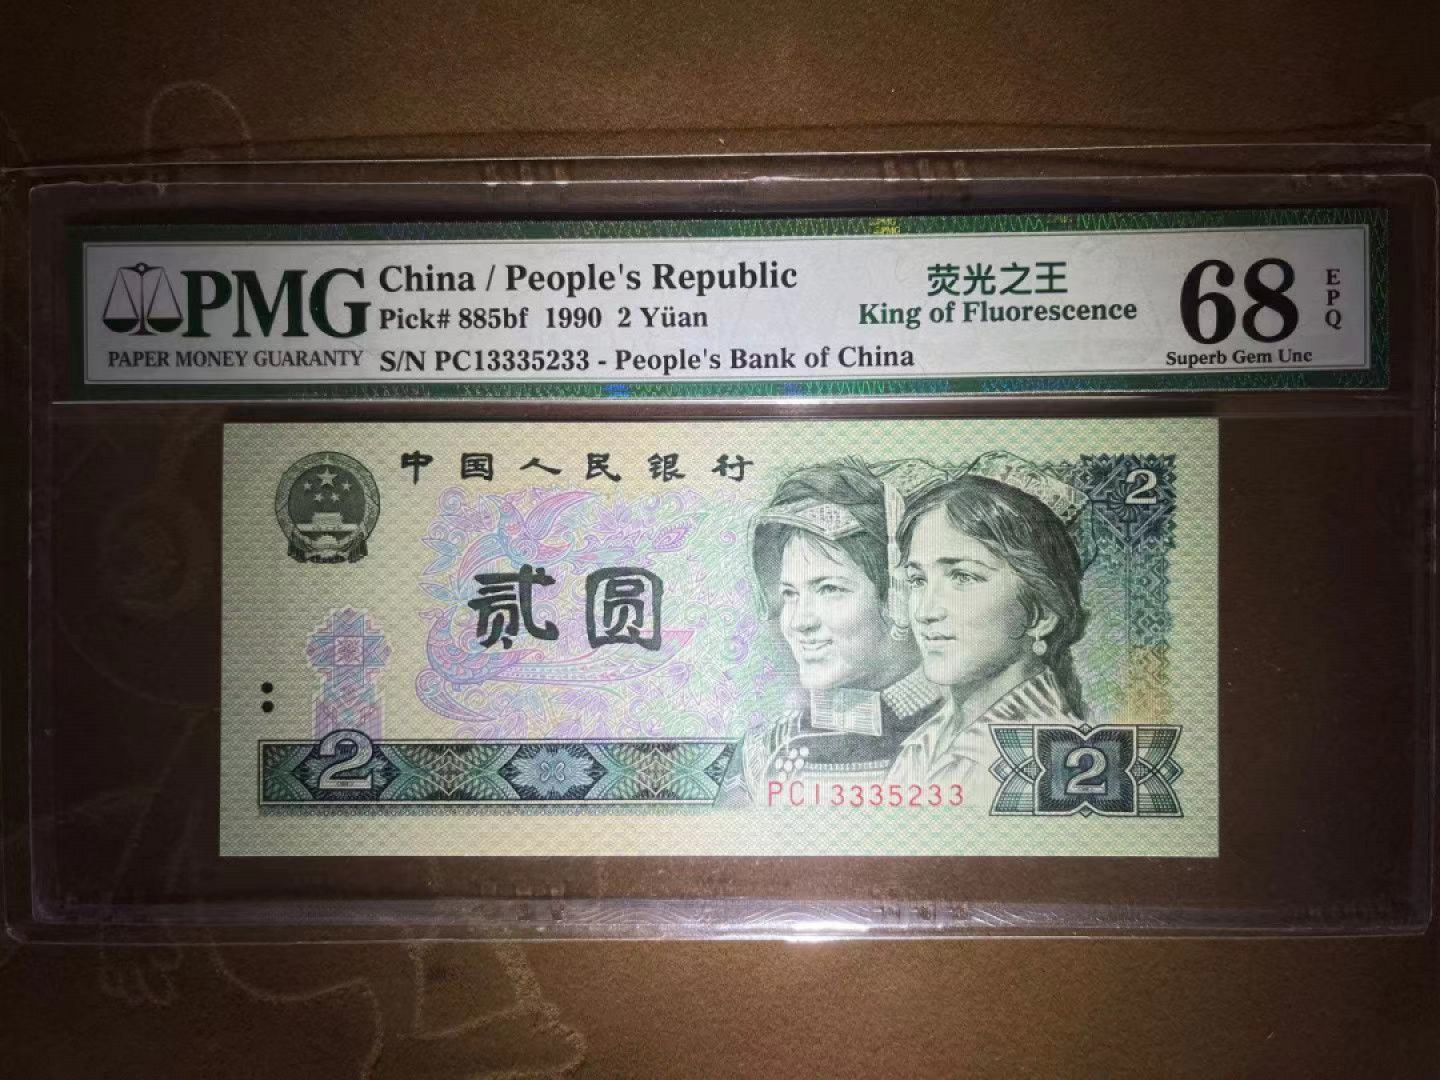 PMG
PAPER MONEY GUARANTY
China / People's Republic
Pick# 885bf 1990 2 Yüan
S/N PC13335233 - People's Bank of China
荧光之王
King of Fluorescence
68
EPQ
Superb Gem Unc
中国人民银行
2
贰圆
2
PC13335233
2